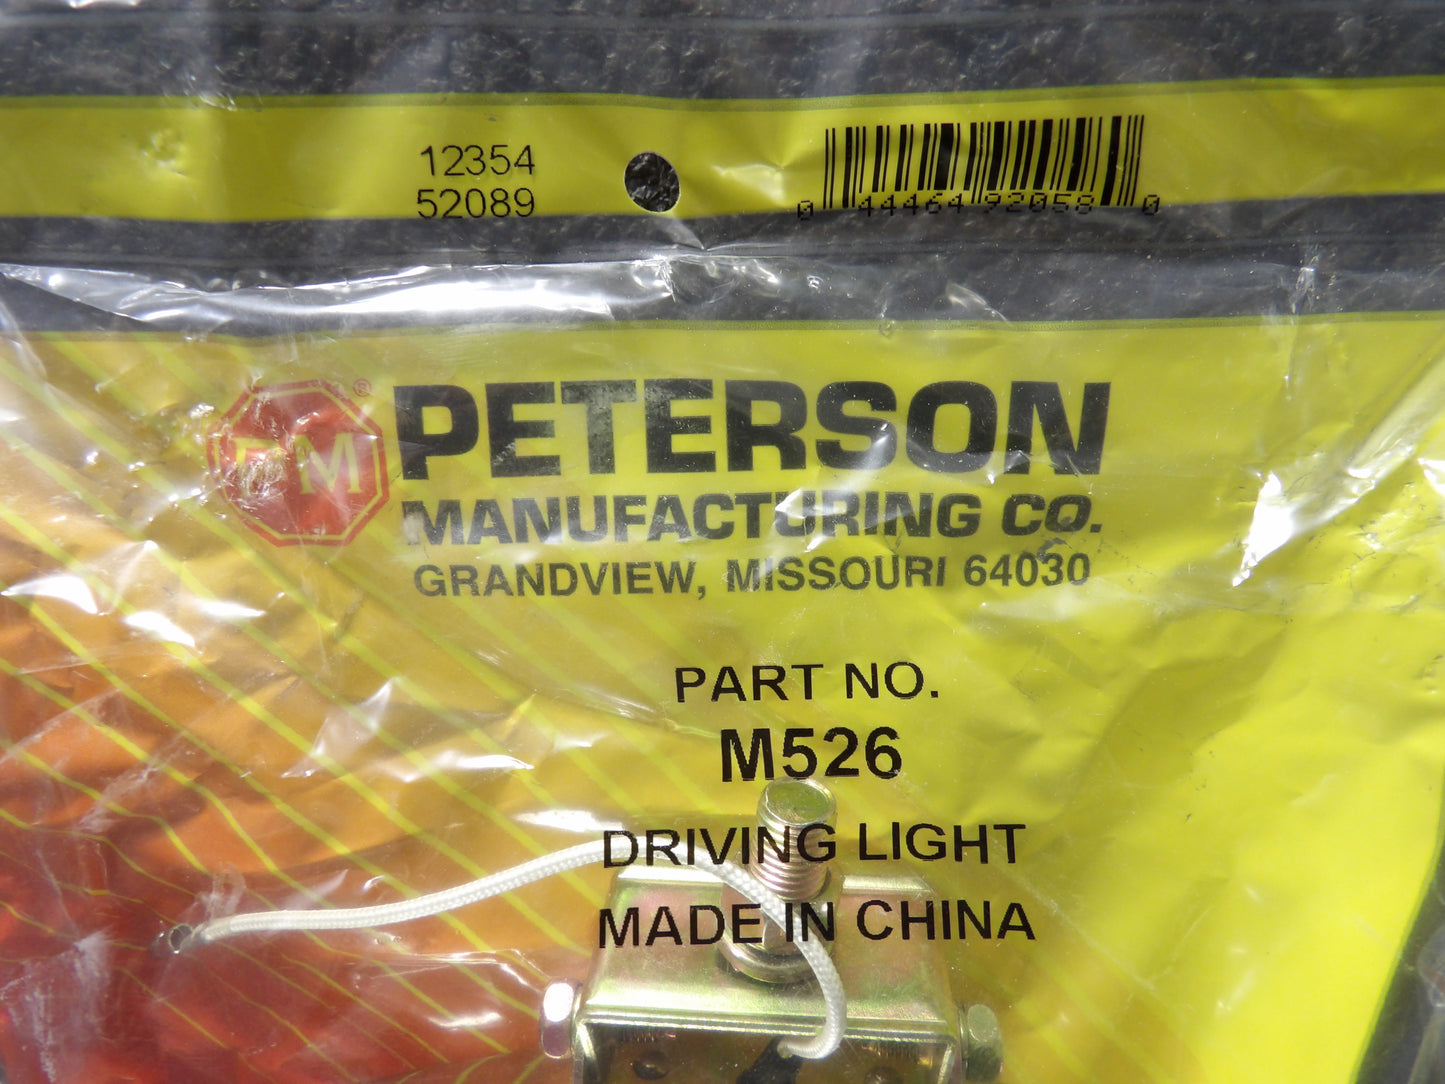 12354
52089
0 44464 92058 0
PM
®
PETERSON
MANUFACTURING CO.
GRANDVIEW, MISSOURI 64030
PART NO.
M526
DRIVING LIGHT
MADE IN CHINA